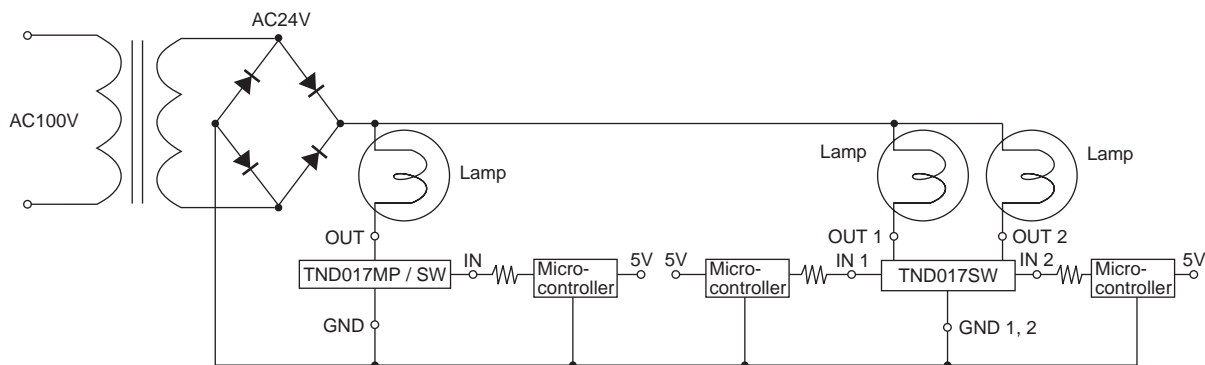 AC24V
AC100V
Lamp
Lamp
Lamp
OUT
OUT 1
OUT 2
TND017MP / SW
IN
Micro-
controller
5V
5V
Micro-
controller
IN 1
TND017SW
IN 2
Micro-
controller
5V
GND
GND 1, 2